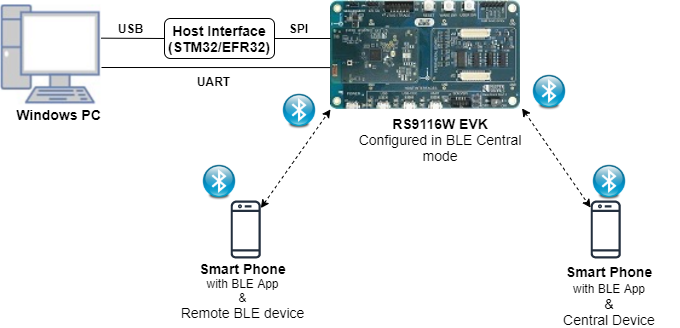 USB
Host Interface
(STM32/EFR32)
SPI
UART
Windows PC
RS9116W EVK
Configured in BLE Central
mode
Smart Phone
with BLE App
&
Remote BLE device
Smart Phone
with BLE App
&
Central Device